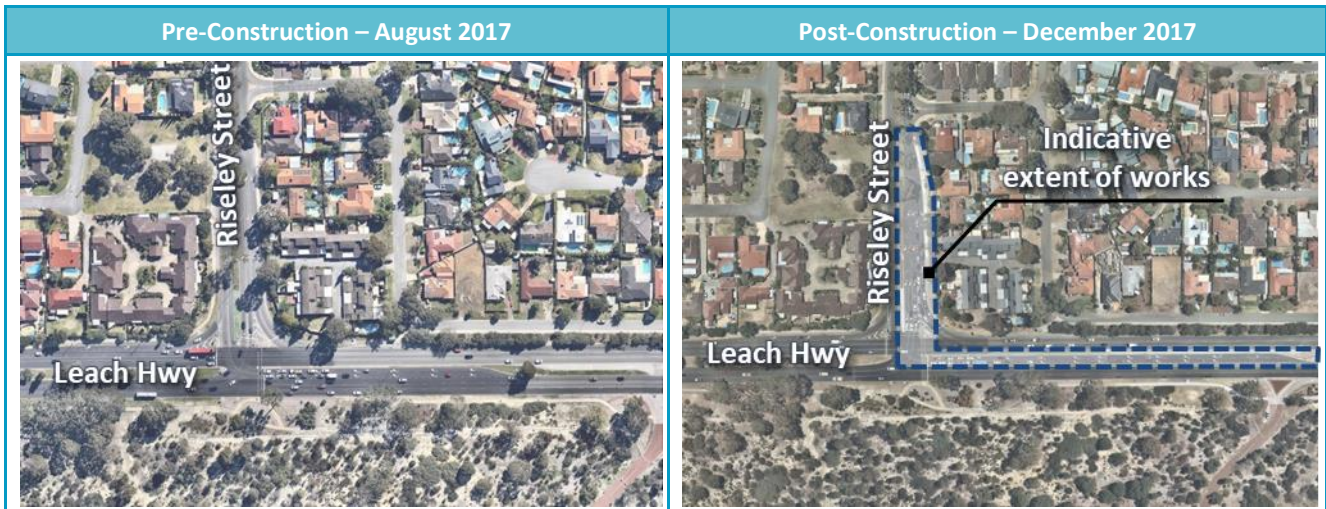 Pre-Construction – August 2017
Post-Construction – December 2017
Riseley Street
Leach Hwy
Riseley Street
Indicative
extent of works
Leach Hwy